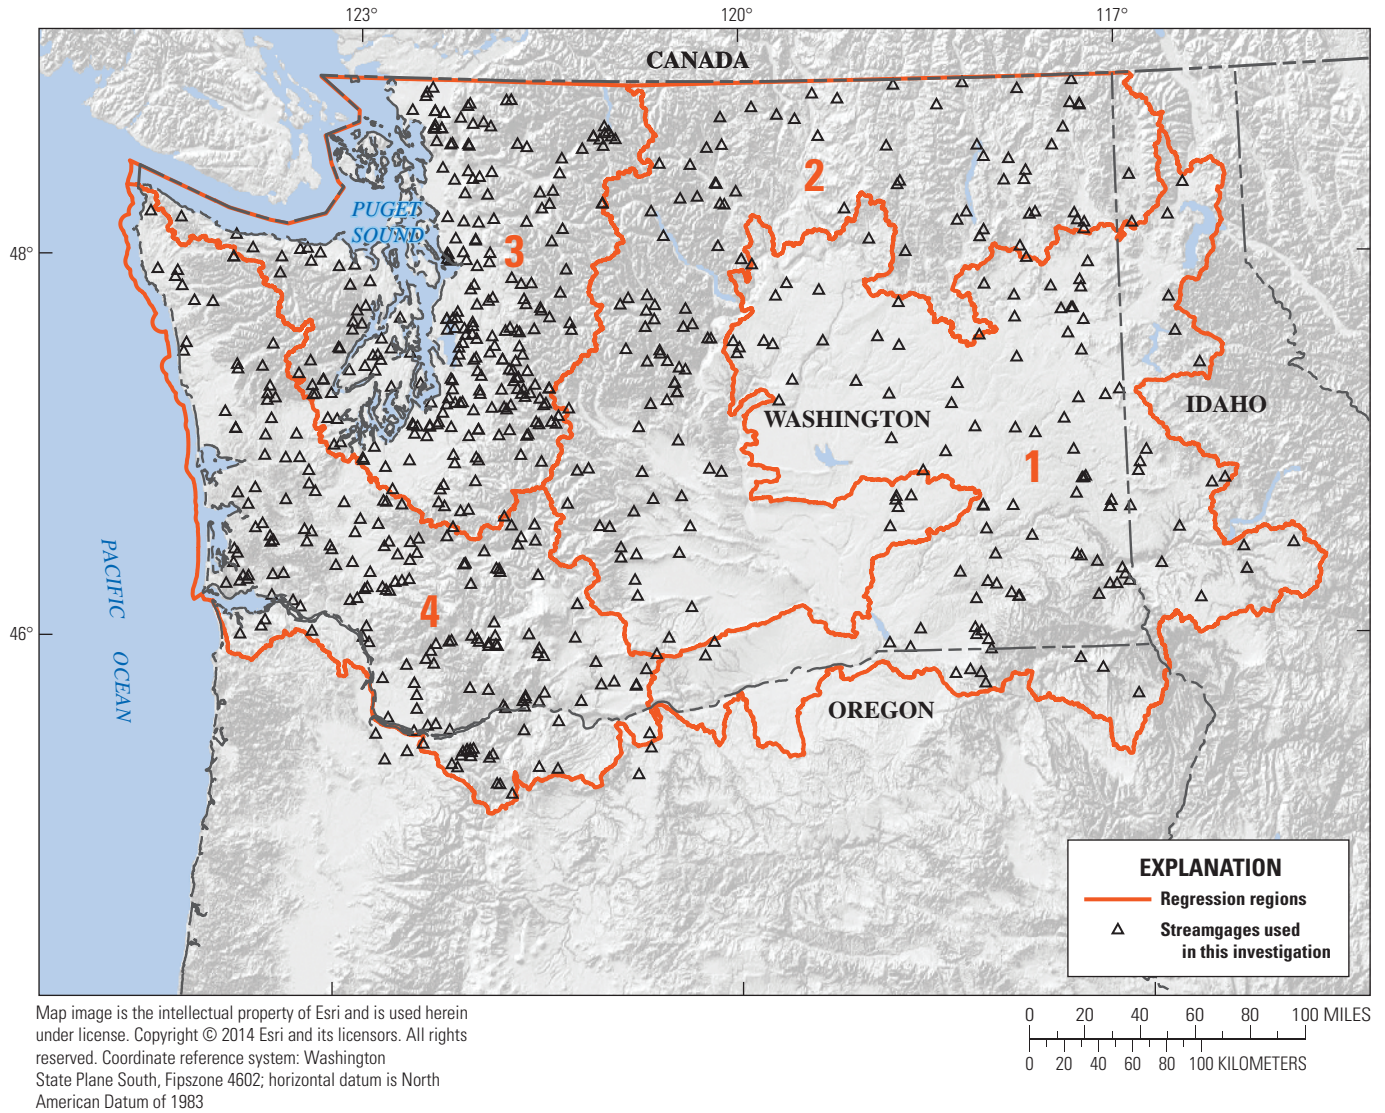 123°
120°
117°
CANADA
2
PUGET
SOUND
3
48°
WASHINGTON
IDAHO
1
PACIFIC
OCEAN
4
46°
OREGON
EXPLANATION
Regression regions
Streamgages used
in this investigation
Map image is the intellectual property of Esri and is used herein
under license. Copyright © 2014 Esri and its licensors. All rights
reserved. Coordinate reference system: Washington
State Plane South, Fipszone 4602; horizontal datum is North
American Datum of 1983
0 20 40 60 80 100 MILES
0 20 40 60 80 100 KILOMETERS